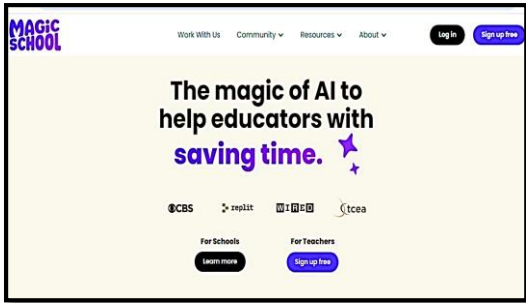 MAGiC
SCHOOL
Work With Us Community Resources About Log in Sign up free
The magic of AI to
help educators with
saving time.
CBS replit WIRED tcea
For Schools For Teachers
Learn more Sign up free